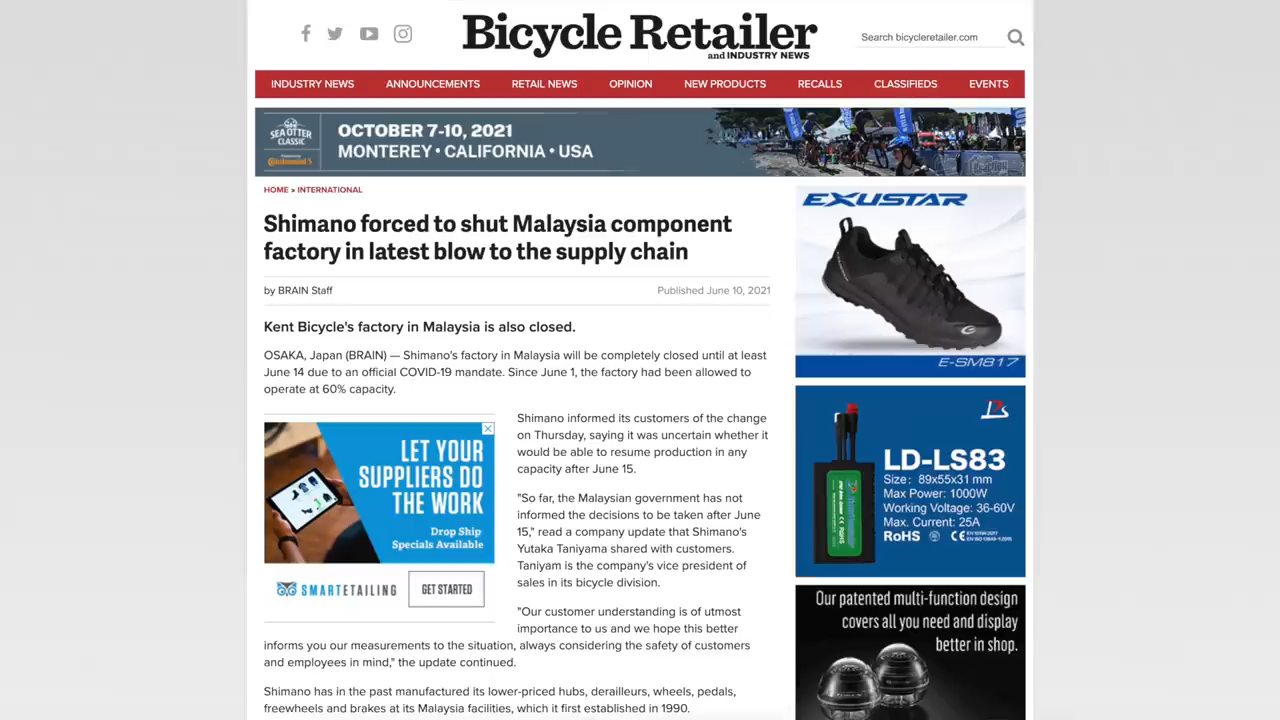 Bicycle Retailer
and INDUSTRY NEWS
Search bicycleretailer.com
INDUSTRY NEWS ANNOUNCEMENTS RETAIL NEWS OPINION NEW PRODUCTS RECALLS CLASSIFIEDS EVENTS
SEA OTTER
CLASSIC
OCTOBER 7-10, 2021
MONTEREY • CALIFORNIA • USA
HOME » INTERNATIONAL
Shimano forced to shut Malaysia component
factory in latest blow to the supply chain
by BRAIN Staff
Published June 10, 2021
Kent Bicycle's factory in Malaysia is also closed.
OSAKA, Japan (BRAIN) — Shimano's factory in Malaysia will be completely closed until at least
June 14 due to an official COVID-19 mandate. Since June 1, the factory had been allowed to
operate at 60% capacity.
LET YOUR
SUPPLIERS DO
THE WORK
Drop Ship
Specials Available
SMARTETAILING
GET STARTED
Shimano informed its customers of the change
on Thursday, saying it was uncertain whether it
would be able to resume production in any
capacity after June 15.
"So far, the Malaysian government has not
informed the decisions to be taken after June
15," read a company update that Shimano's
Yutaka Taniyama shared with customers.
Taniyam is the company's vice president of
sales in its bicycle division.
"Our customer understanding is of utmost
importance to us and we hope this better
informs you our measurements to the situation, always considering the safety of customers
and employees in mind," the update continued.
Shimano has in the past manufactured its lower-priced hubs, derailleurs, wheels, pedals,
freewheels and brakes at its Malaysia facilities, which it first established in 1990.
EXUSTAR
E-SM817
LD-LS83
Size: 89x55x31 mm
Max Power: 1000W
Working Voltage: 36-60V
Max. Current: 25A
RoHS CE
Our patented multi-function design
covers all you need and display
better in shop.